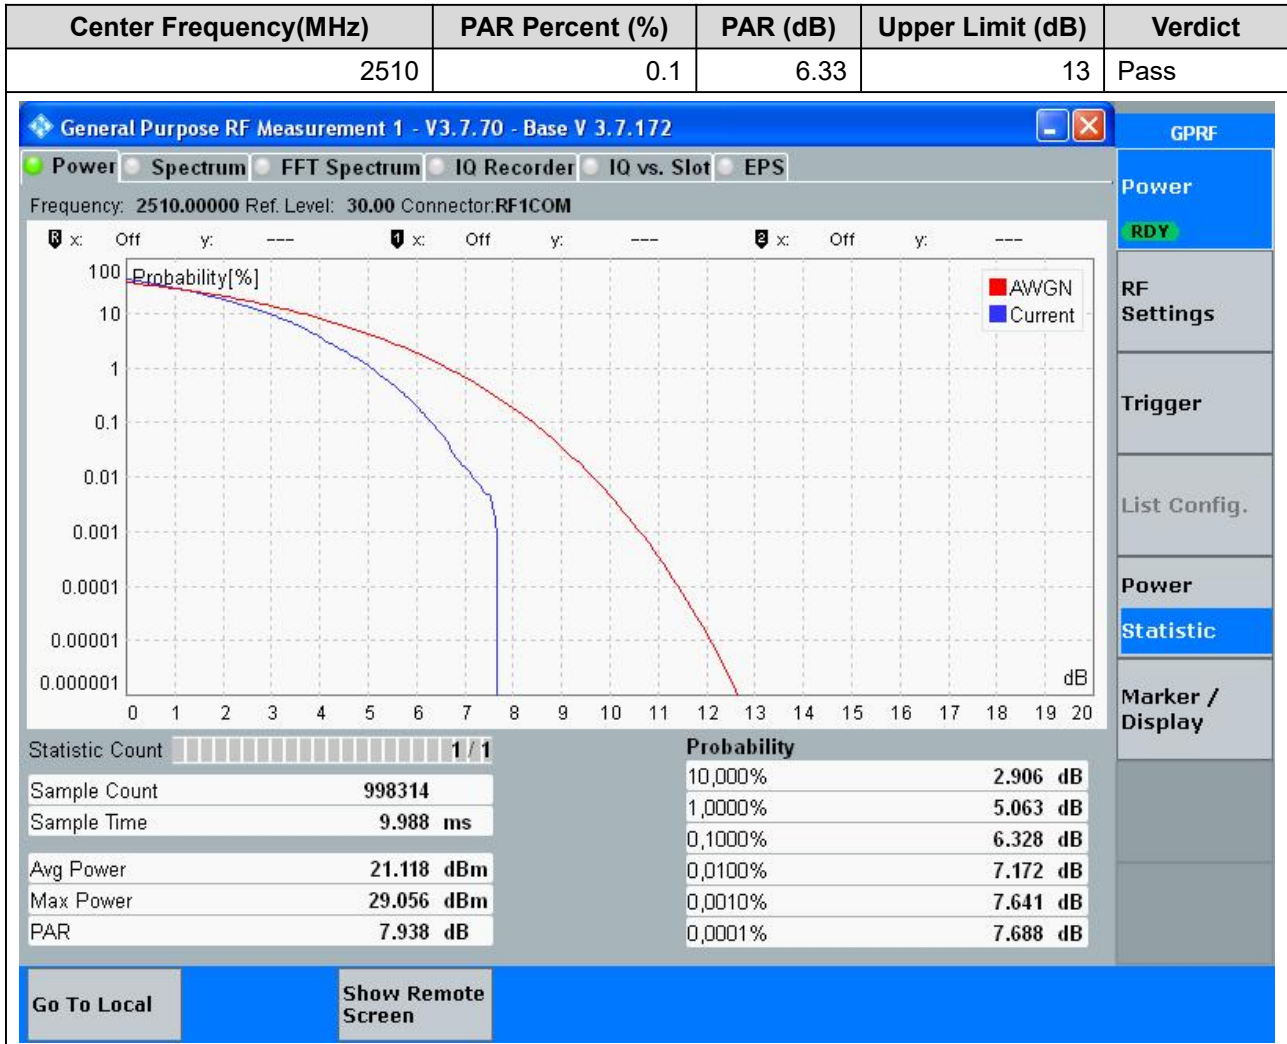 Center Frequency(MHz) PAR Percent (%) PAR (dB) Upper Limit (dB) Verdict
2510 0.1 6.33 13 Pass
General Purpose RF Measurement 1 - V3.7.70 - Base V 3.7.172
GPRF
Power Spectrum FFT Spectrum IQ Recorder IQ vs. Slot EPS
Frequency: 2510.00000 Ref. Level: 30.00 Connector:RF1COM
R x: Off y: --- 1 x: Off y: --- 2 x: Off y: ---
Probability[%]
100
10
1
0.1
0.01
0.001
0.0001
0.00001
0.000001
AWGN
Current
dB
0 1 2 3 4 5 6 7 8 9 10 11 12 13 14 15 16 17 18 19 20
Statistic Count 1 / 1
Sample Count 998314
Sample Time 9.988 ms
Avg Power 21.118 dBm
Max Power 29.056 dBm
PAR 7.938 dB
Probability
10,000% 2.906 dB
1,0000% 5.063 dB
0,1000% 6.328 dB
0,0100% 7.172 dB
0,0010% 7.641 dB
0,0001% 7.688 dB
Power
RDY
RF
Settings
Trigger
List Config.
Power
Statistic
Marker /
Display
Go To Local
Show Remote
Screen